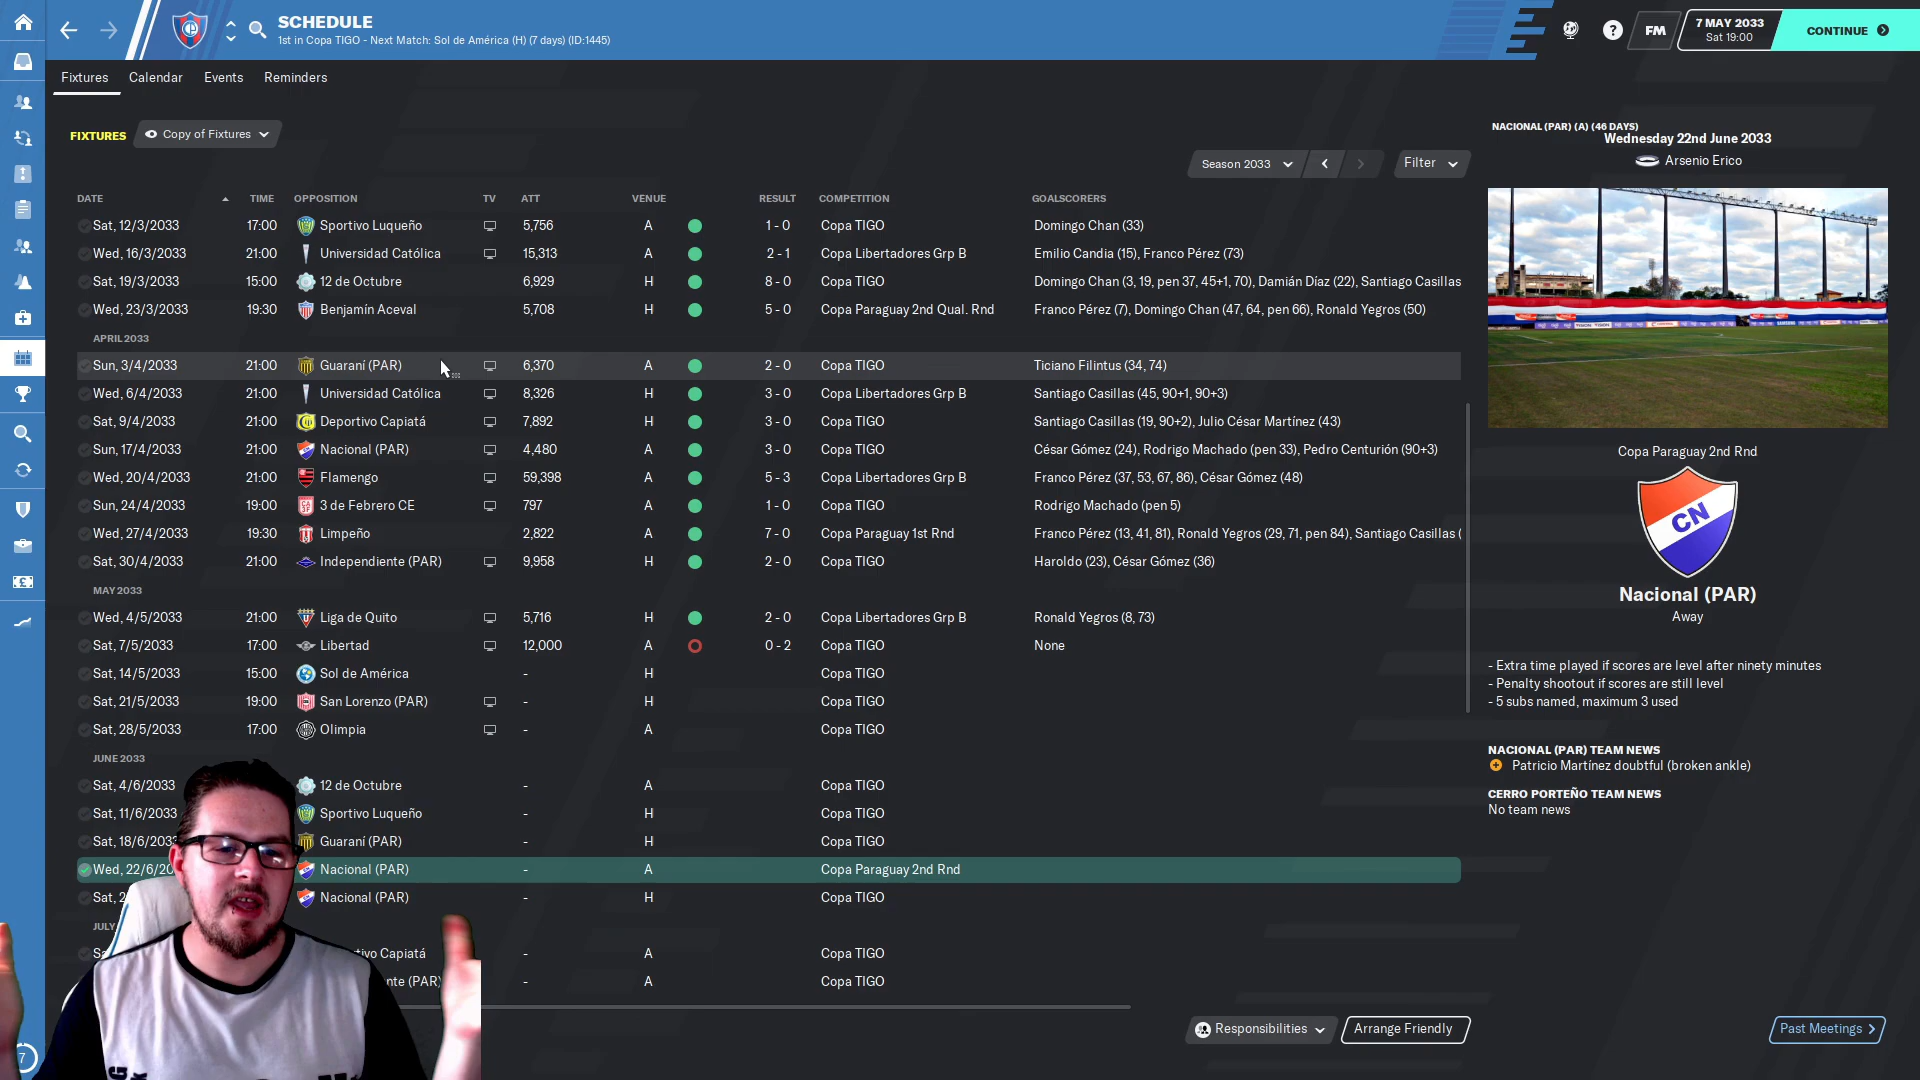 SCHEDULE
1st in Copa TIGO - Next Match: Sol de América (H) (7 days) (ID:1445)
FM
7 MAY 2033
Sat 19:00
CONTINUE
Fixtures Calendar Events Reminders
FIXTURES Copy of Fixtures
Season 2033 Filter
DATE TIME OPPOSITION TV ATT VENUE RESULT COMPETITION GOALSCORERS
Sat, 12/3/2033 17:00 Sportivo Luqueño 5,756 A 1 - 0 Copa TIGO Domingo Chan (33)
Wed, 16/3/2033 21:00 Universidad Católica 15,313 A 2 - 1 Copa Libertadores Grp B Emilio Candia (15), Franco Pérez (73)
Sat, 19/3/2033 15:00 12 de Octubre 6,929 H 8 - 0 Copa TIGO Domingo Chan (3, 19, pen 37, 45+1, 70), Damián Díaz (22), Santiago Casillas
Wed, 23/3/2033 19:30 Benjamín Aceval 5,708 H 5 - 0 Copa Paraguay 2nd Qual. Rnd Franco Pérez (7), Domingo Chan (47, 64, pen 66), Ronald Yegros (50)
APRIL 2033
Sun, 3/4/2033 21:00 Guaraní (PAR) 6,370 A 2 - 0 Copa TIGO Ticiano Filintus (34, 74)
Wed, 6/4/2033 21:00 Universidad Católica 8,326 H 3 - 0 Copa Libertadores Grp B Santiago Casillas (45, 90+1, 90+3)
Sat, 9/4/2033 21:00 Deportivo Capiatá 7,892 H 3 - 0 Copa TIGO Santiago Casillas (19, 90+2), Julio César Martínez (43)
Sun, 17/4/2033 21:00 Nacional (PAR) 4,480 A 3 - 0 Copa TIGO César Gómez (24), Rodrigo Machado (pen 33), Pedro Centurión (90+3)
Wed, 20/4/2033 21:00 Flamengo 59,398 A 5 - 3 Copa Libertadores Grp B Franco Pérez (37, 53, 67, 86), César Gómez (48)
Sun, 24/4/2033 19:00 3 de Febrero CE 797 A 1 - 0 Copa TIGO Rodrigo Machado (pen 5)
Wed, 27/4/2033 19:30 Limpeño 2,822 A 7 - 0 Copa Paraguay 1st Rnd Franco Pérez (13, 41, 81), Ronald Yegros (29, 71, pen 84), Santiago Casillas (
Sat, 30/4/2033 21:00 Independiente (PAR) 9,958 H 2 - 0 Copa TIGO Haroldo (23), César Gómez (36)
MAY 2033
Wed, 4/5/2033 21:00 Liga de Quito 5,716 H 2 - 0 Copa Libertadores Grp B Ronald Yegros (8, 73)
Sat, 7/5/2033 17:00 Libertad 12,000 A 0 - 2 Copa TIGO None
Sat, 14/5/2033 15:00 Sol de América - H Copa TIGO
Sat, 21/5/2033 19:00 San Lorenzo (PAR) - H Copa TIGO
Sat, 28/5/2033 17:00 Olimpia - A Copa TIGO
JUNE 2033
Sat, 4/6/2033 12 de Octubre - A Copa TIGO
Sat, 11/6/2033 Sportivo Luqueño - H Copa TIGO
Sat, 18/6/2033 Guaraní (PAR) - H Copa TIGO
Wed, 22/6/20 Nacional (PAR) - A Copa Paraguay 2nd Rnd
Sat, 2 Nacional (PAR) - H Copa TIGO
JULY
Sa tivo Capiatá - A Copa TIGO
nte (PAR) - A Copa TIGO
Responsibilities Arrange Friendly
NACIONAL (PAR) (A) (46 DAYS)
Wednesday 22nd June 2033
Arsenio Erico
Copa Paraguay 2nd Rnd
CN
Nacional (PAR)
Away
- Extra time played if scores are level after ninety minutes
- Penalty shootout if scores are still level
- 5 subs named, maximum 3 used
NACIONAL (PAR) TEAM NEWS
Patricio Martínez doubtful (broken ankle)
CERRO PORTEÑO TEAM NEWS
No team news
Past Meetings
7